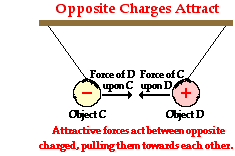 Opposite Charges Attract
Force of D Force of C
upon C upon D
− +
Object C Object D
Attractive forces act between opposite
charged, pulling them towards each other.